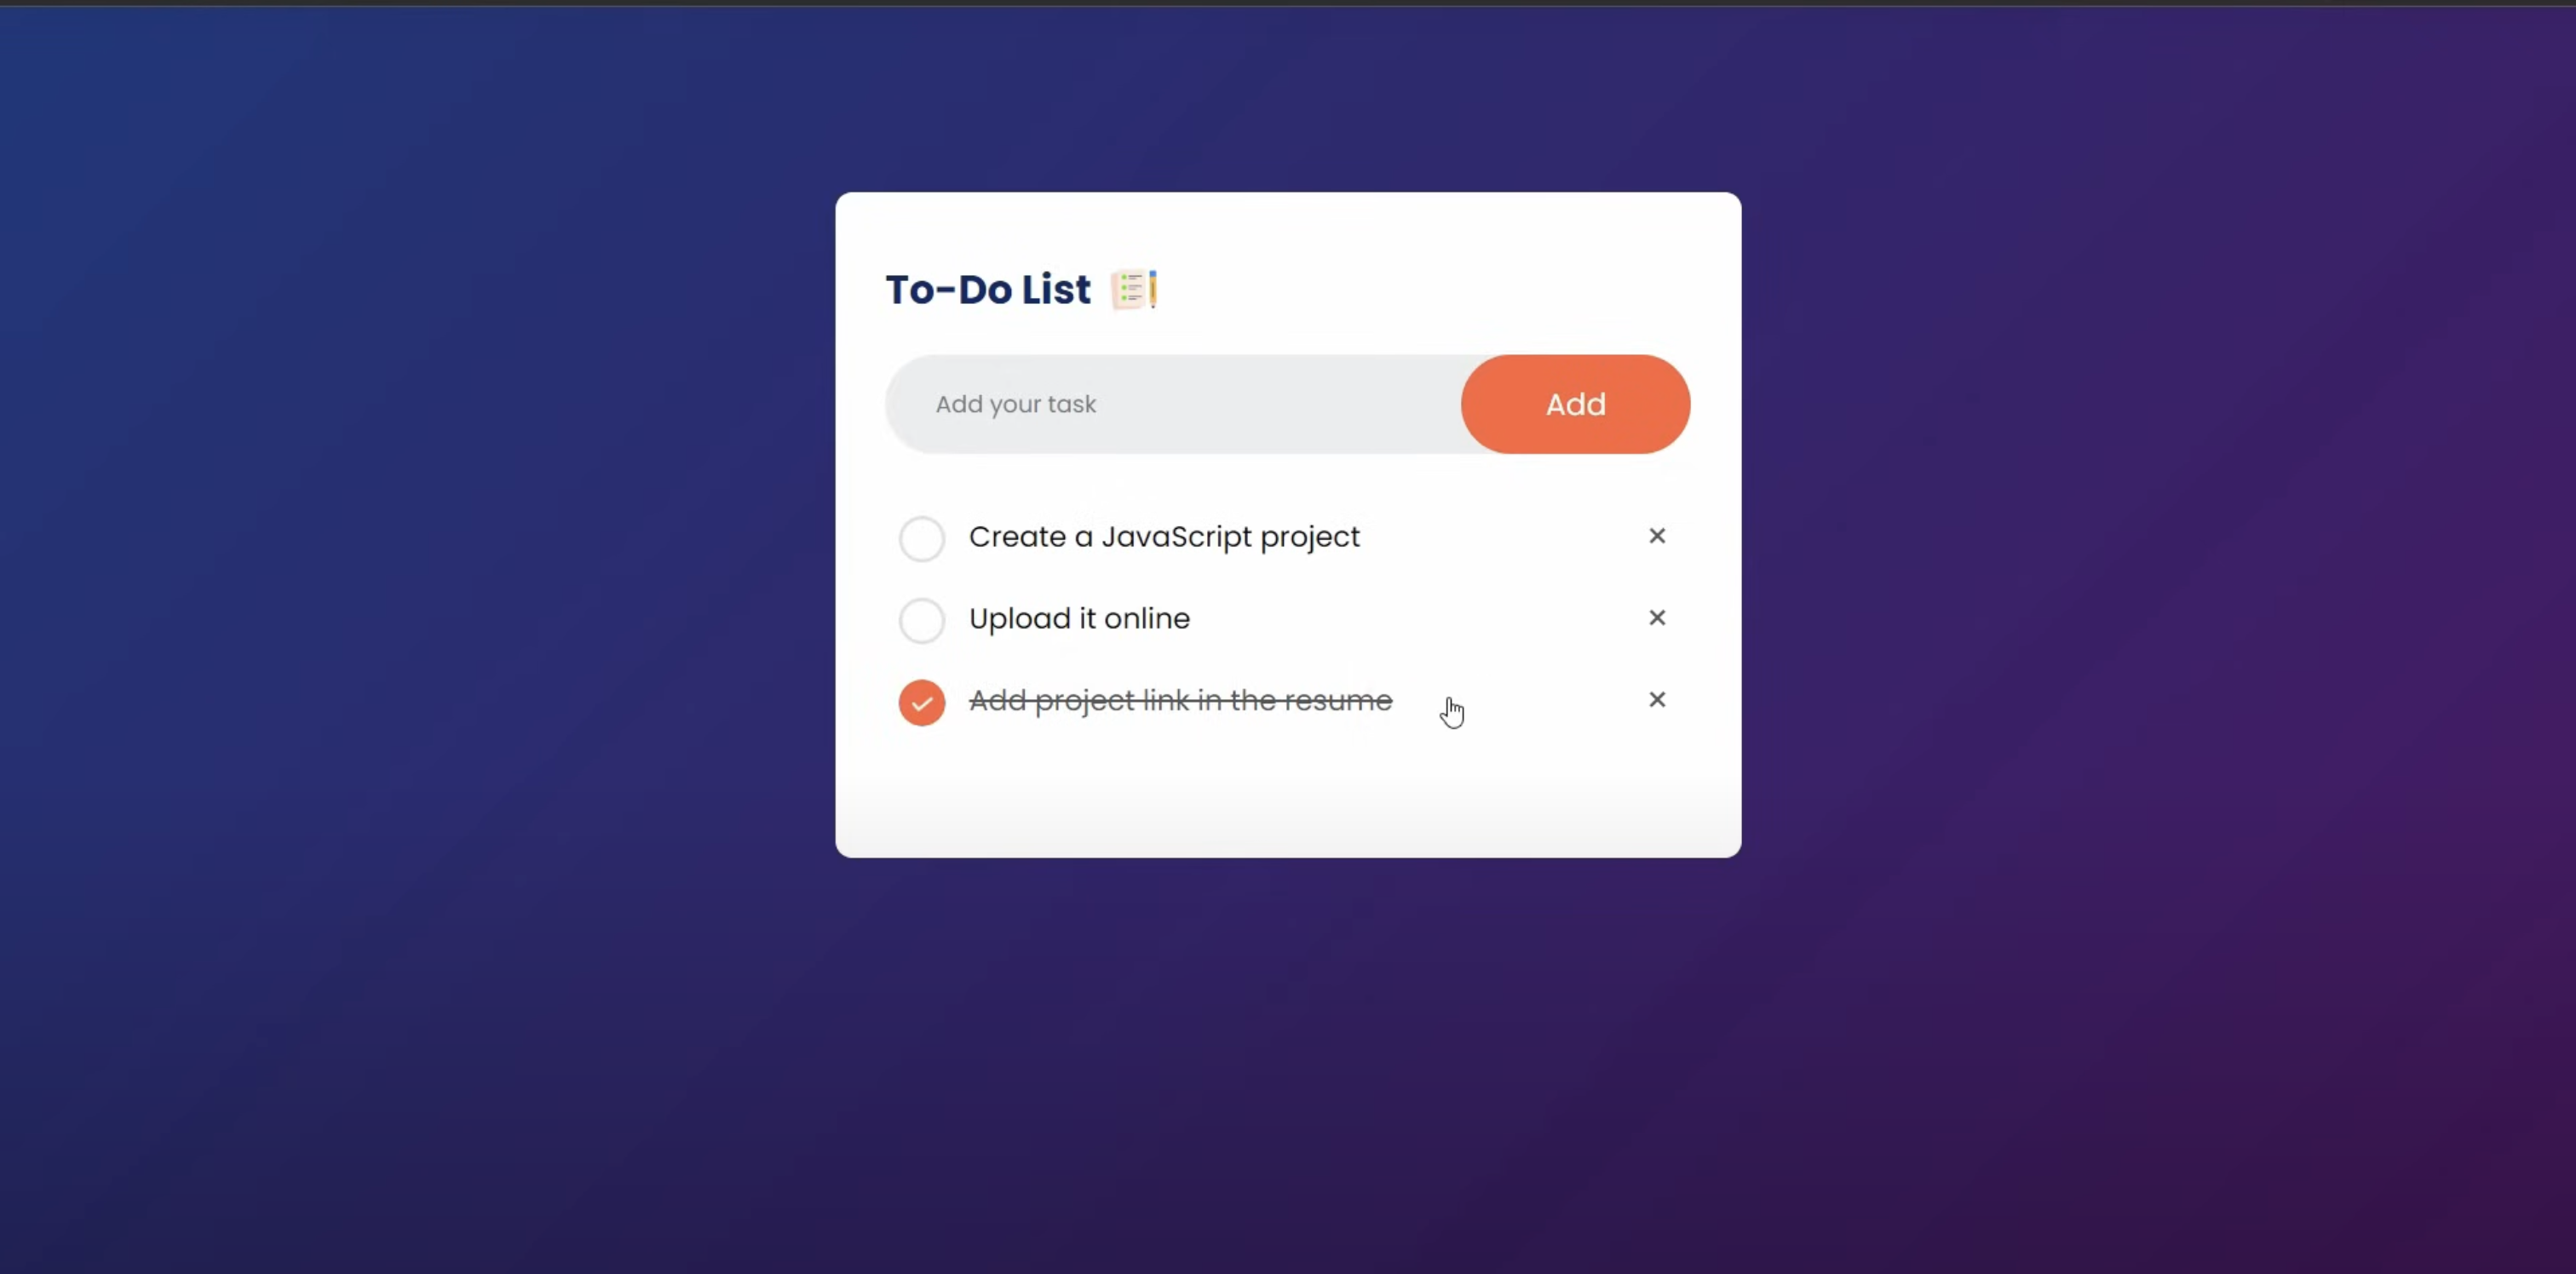 To-Do List
Add your task
Add
Create a JavaScript project
Upload it online
Add project link in the resume